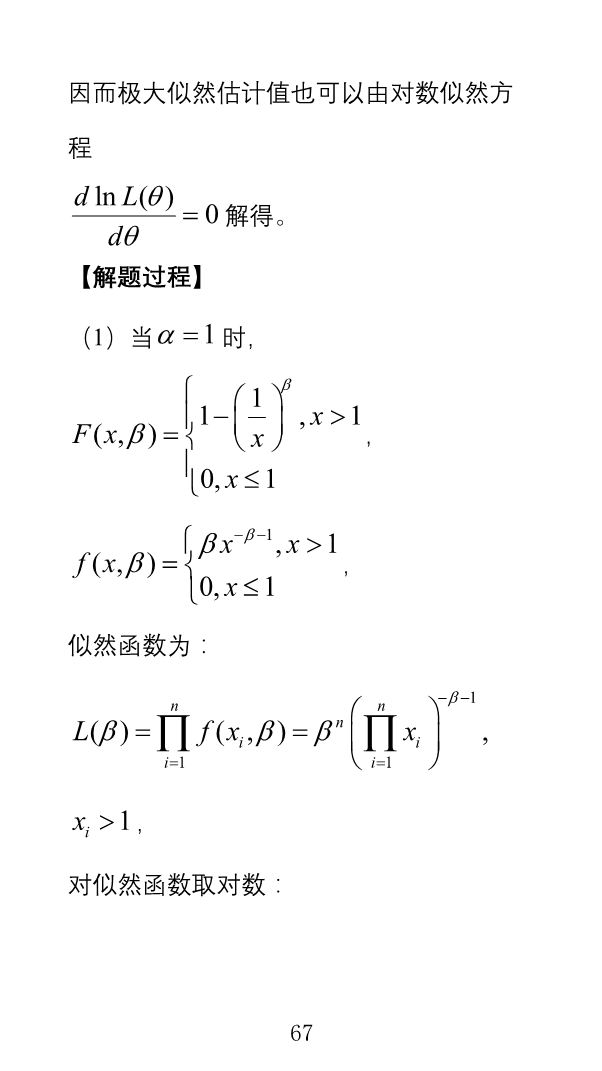 因而极大似然估计值也可以由对数似然方
程
\frac{d \ln L(\theta)}{d\theta} = 0 解得。
【解题过程】
（1）当 \alpha = 1 时，
F(x,\beta) = \begin{cases} 1-\left(\frac{1}{x}\right)^{\beta}, x > 1 \\ 0, x \leq 1 \end{cases},
f(x,\beta) = \begin{cases} \beta x^{-\beta-1}, x > 1 \\ 0, x \leq 1 \end{cases},
似然函数为：
L(\beta) = \prod_{i=1}^{n} f(x_i,\beta) = \beta^n \left(\prod_{i=1}^{n} x_i\right)^{-\beta-1},
x_i > 1,
对似然函数取对数：
67